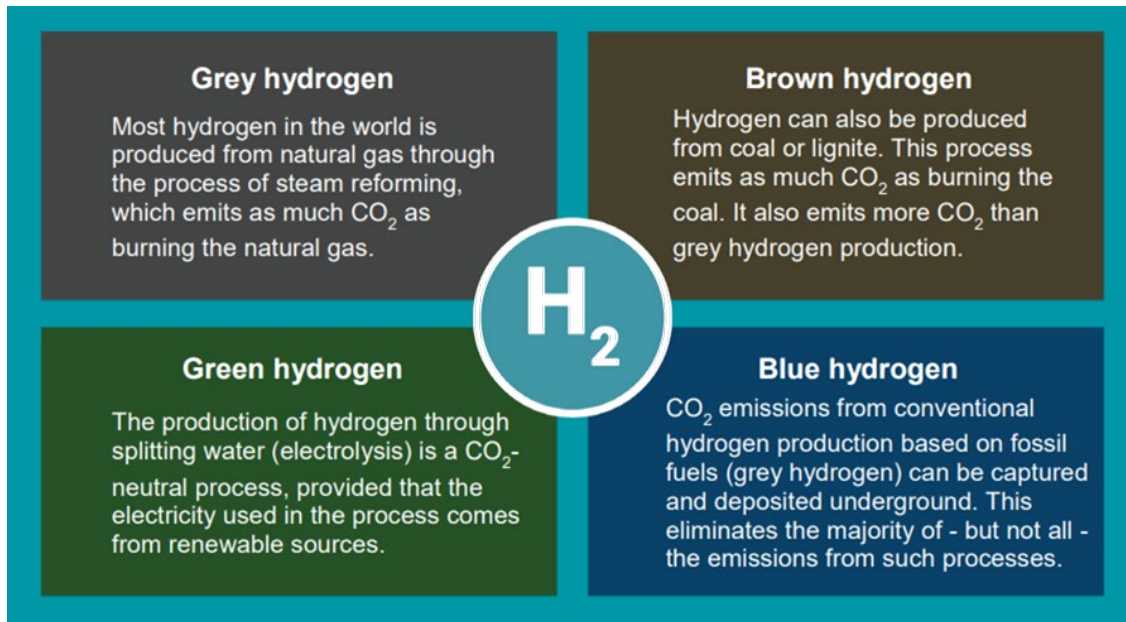 Grey hydrogen
Most hydrogen in the world is
produced from natural gas through
the process of steam reforming,
which emits as much CO₂ as
burning the natural gas.
Brown hydrogen
Hydrogen can also be produced
from coal or lignite. This process
emits as much CO₂ as burning the
coal. It also emits more CO₂ than
grey hydrogen production.
H₂
Green hydrogen
The production of hydrogen through
splitting water (electrolysis) is a CO₂-
neutral process, provided that the
electricity used in the process comes
from renewable sources.
Blue hydrogen
CO₂ emissions from conventional
hydrogen production based on fossil
fuels (grey hydrogen) can be captured
and deposited underground. This
eliminates the majority of - but not all -
the emissions from such processes.